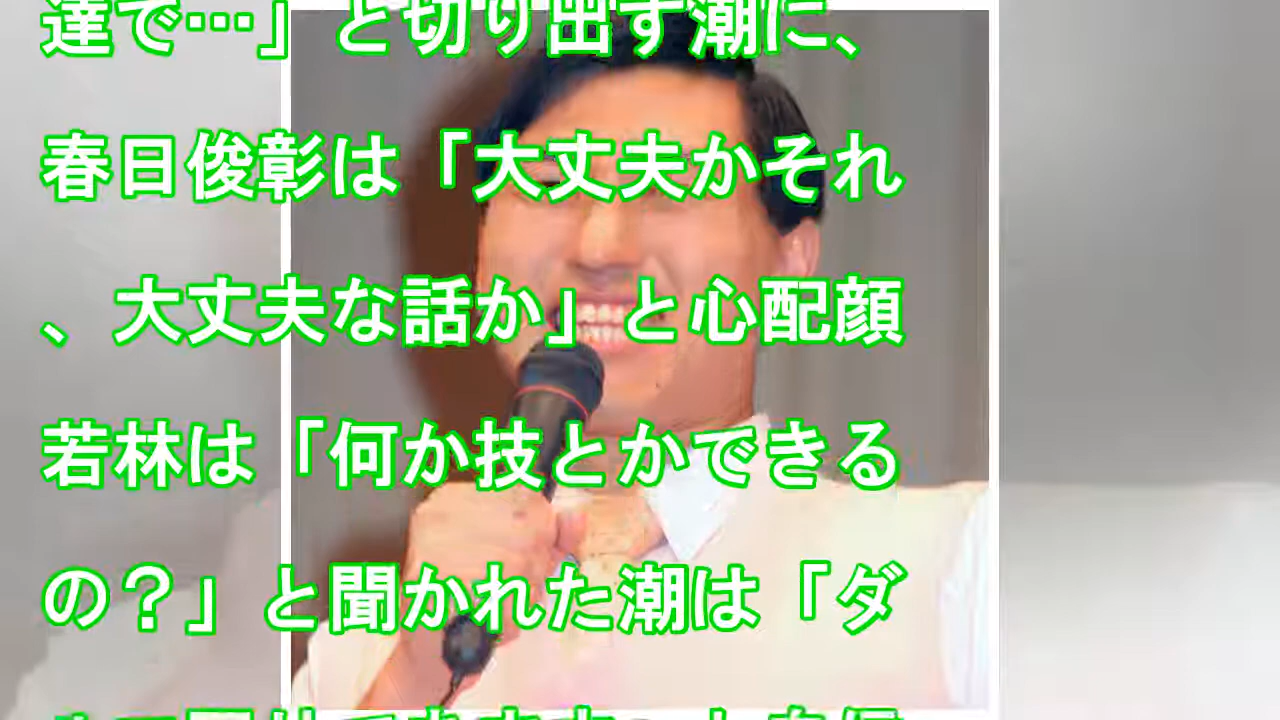 達で…」と切り出す潮に、
春日俊彰は「大丈夫かそれ
、大丈夫な話か」と心配顔
若林は「何か技とかできる
の？」と聞かれた潮は「ダ